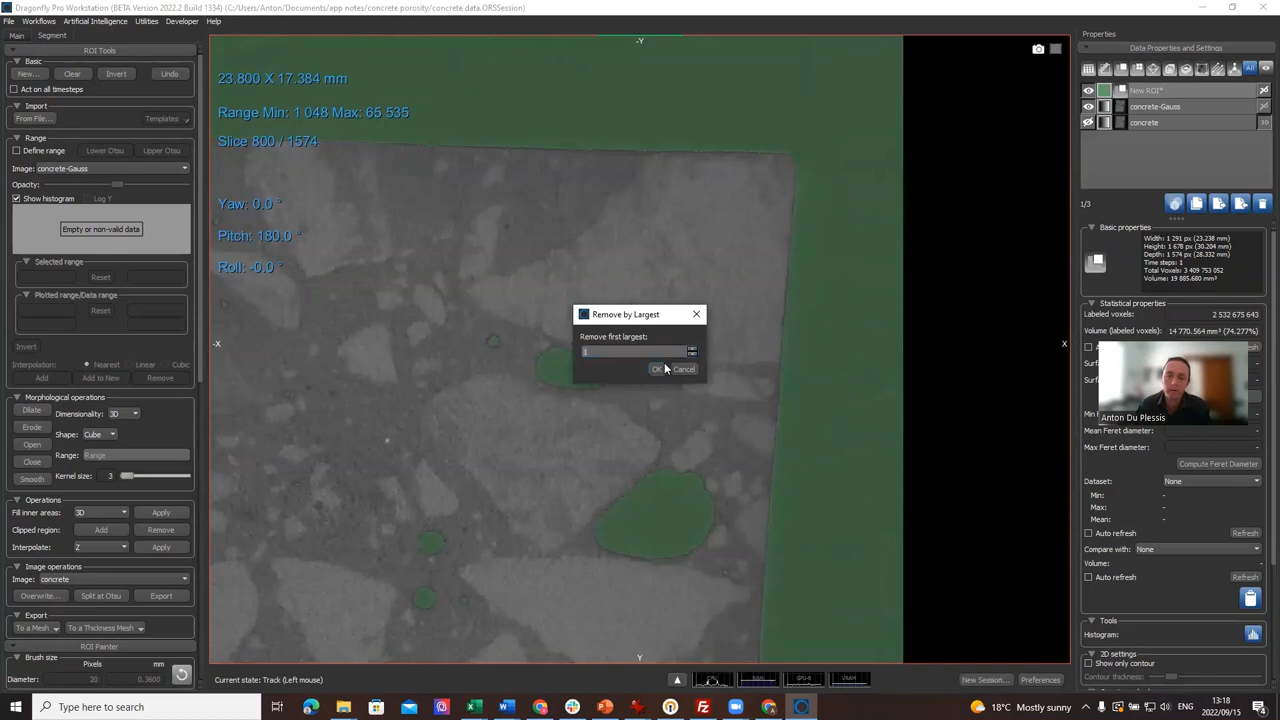 Dragonfly Pro Workstation (BETA Version 2022.2 Build 1334) (C:/Users/Anton/Documents/app notes/concrete porosity/concrete data.ORSSession)
File Workflows Artificial Intelligence Utilities Developer Help
Main Segment
ROI Tools
Basic
New... Clear Invert Undo
Act on all timesteps
Import
From File... Templates
Range
Define range Lower Otsu Upper Otsu
Image: concrete-Gauss
Opacity:
Show histogram Log Y
Empty or non-valid data
Selected range
Reset
Plotted range/Data range
Reset
Invert
Interpolation: Nearest Linear Cubic
Add Add to New Remove
Morphological operations
Dilate Dimensionality: 3D
Erode Shape: Cube
Open
Close Range: Range
Smooth Kernel size: 3
Operations
Fill inner areas: 3D Apply
Clipped region: Add Remove
Interpolate: Z Apply
Image operations
Image: concrete
Overwrite... Split at Otsu Export
Export
To a Mesh To a Thickness Mesh
ROI Painter
Brush size
Pixels mm
Diameter: 20 0.3600
-Y
23.800 X 17.384 mm
Range Min: 1 048 Max: 65 535
Slice 800 / 1574
Yaw: 0.0 °
Pitch: 180.0 °
Roll: -0.0 °
-X
X
Y
Remove by Largest
Remove first largest:
1
OK Cancel
Current state: Track (Left mouse)
CPU RAM GPU-0 VRAM
New Session... Preferences
Properties
Data Properties and Settings
New ROI*
concrete-Gauss
concrete 3D
1/3
Basic properties
Width: 1 291 px (23.238 mm)
Height: 1 678 px (30.204 mm)
Depth: 1 574 px (28.332 mm)
Time steps: 1
Total Voxels: 3 409 753 052
Volume: 19 885.680 mm³
Statistical properties
Labeled voxels: 2 532 675 643
Volume (labeled voxels): 14 770.564 mm³ (74.277%)
Anton Du Plessis
Mean Feret diameter: -
Max Feret diameter: -
Compute Feret Diameter
Dataset: None
Min: -
Max: -
Mean: -
Auto refresh Refresh
Compare with: None
Volume: -
Auto refresh Refresh
Tools
Histogram:
2D settings
Show only contour
Contour thickness:
Type here to search
18°C Mostly sunny
ENG
13:18
2022/09/15